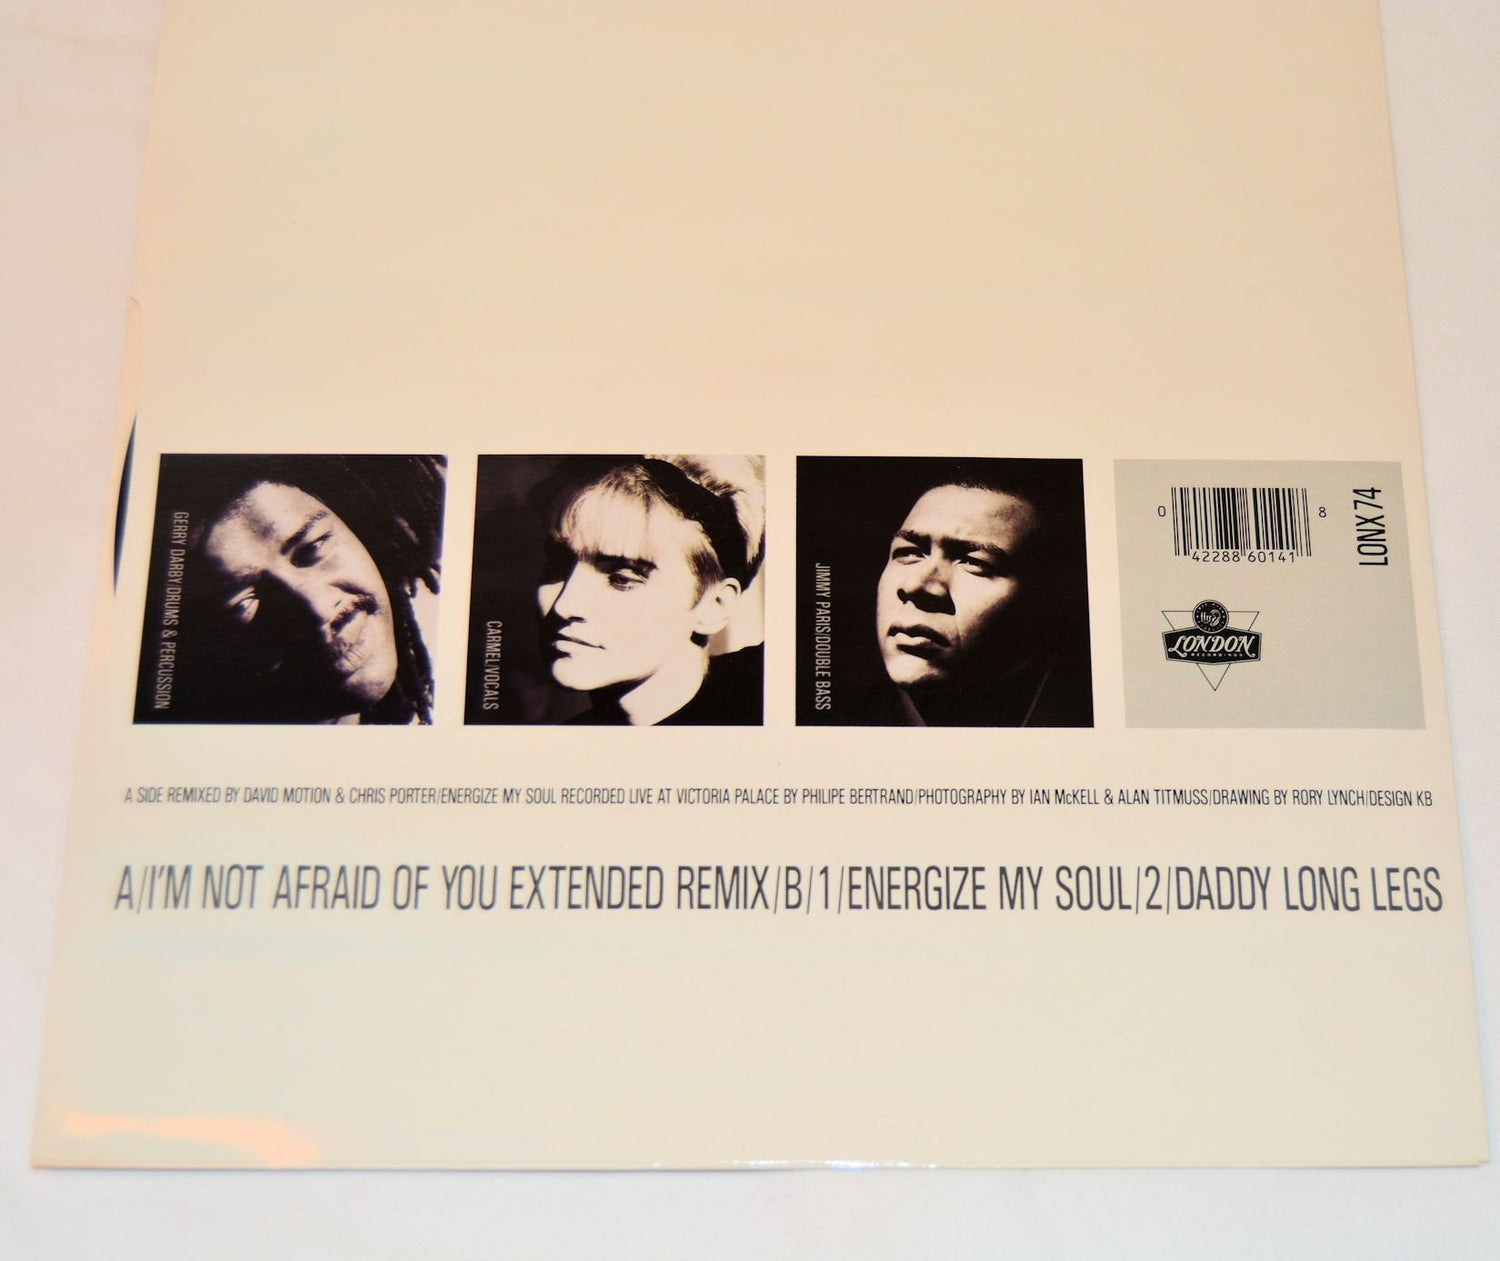 GERRY DARBY/DRUMS & PERCUSSION
CARMEL/VOCALS
JIMMY PARIS/DOUBLE BASS
0 42288 60141 8
LONX 74
LONDON
RECORDINGS
A SIDE REMIXED BY DAVID MOTION & CHRIS PORTER/ENERGIZE MY SOUL RECORDED LIVE AT VICTORIA PALACE BY PHILIPE BERTRAND/PHOTOGRAPHY BY IAN McKELL & ALAN TITMUSS/DRAWING BY RORY LYNCH/DESIGN KB
A/I'M NOT AFRAID OF YOU EXTENDED REMIX/B/1/ENERGIZE MY SOUL/2/DADDY LONG LEGS